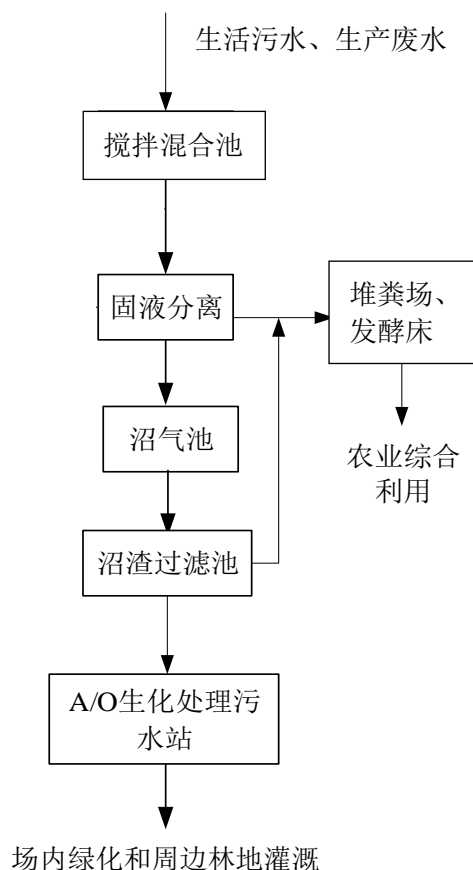 生活污水、生产废水
搅拌混合池
固液分离
堆粪场、
发酵床
沼气池
农业综合
利用
沼渣过滤池
A/O生化处理污
水站
场内绿化和周边林地灌溉